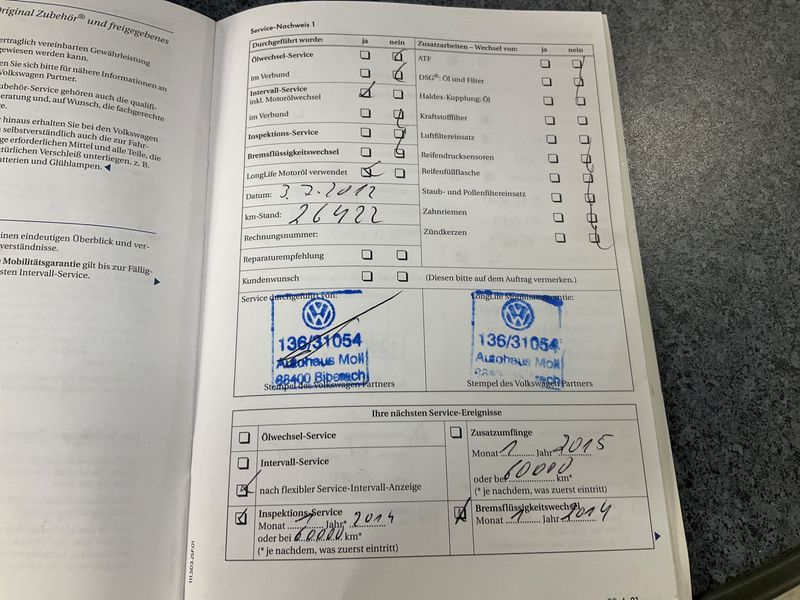 Original Zubehör® und freigegebenes
ertraglich vereinbarten Gewährleistung
gewiesen werden kann.
en Sie sich bitte für nähere Informationen an
Volkswagen Partner.
ubehör-Service gehören auch die qualifi-
eratung und, auf Wunsch, die fachgerechte
e.
r hinaus erhalten Sie bei den Volkswagen
selbstverständlich auch die zur Fahr-
ge erforderlichen Mittel und alle Teile, die
türlichen Verschleiß unterliegen, z. B.
tterien und Glühlampen.
inen eindeutigen Überblick und ver-
verständnisse.
e Mobilitätsgarantie gilt bis zur Fällig-
sten Intervall-Service.
Service-Nachweis 1
Durchgeführt wurde: ja nein
Ölwechsel-Service
im Verbund
Intervall-Service
inkl. Motorölwechsel
im Verbund
Inspektions-Service
Bremsflüssigkeitswechsel
LongLife Motoröl verwendet
Datum: 3.7.2012
km-Stand: 26422
Rechnungsnummer:
Reparaturempfehlung
Kundenwunsch
Zusatzarbeiten – Wechsel von: ja nein
ATF
DSG®: Öl und Filter
Haldex-Kupplung: Öl
Kraftstofffilter
Luftfiltereinsatz
Reifendrucksensoren
Reifenfüllflasche
Staub- und Pollenfiltereinsatz
Zahnriemen
Zündkerzen
(Diesen bitte auf dem Auftrag vermerken.)
Service durchgeführt von:
136/31054
Autohaus Moll
88400 Biberach
Stempel des Volkswagen Partners
LongLife Mobilitätsgarantie:
136/31054
Autohaus Moll
Stempel des Volkswagen Partners
Ihre nächsten Service-Ereignisse
Ölwechsel-Service
Intervall-Service
nach flexibler Service-Intervall-Anzeige
Inspektions-Service
Monat 1 Jahr* 2014
oder bei 60000 km*
(* je nachdem, was zuerst eintritt)
Zusatzumfänge
Monat 1 Jahr 2015
oder bei 60000 km*
(* je nachdem, was zuerst eintritt)
Bremsflüssigkeitswechsel
Monat 1 Jahr 2014